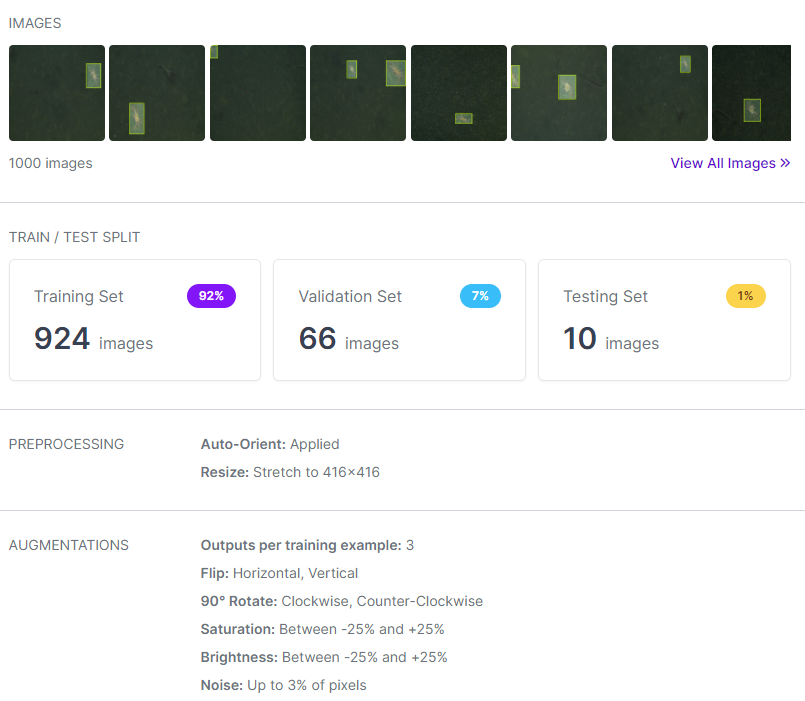 IMAGES
1000 images
View All Images »
TRAIN / TEST SPLIT
Training Set 92%
924 images
Validation Set 7%
66 images
Testing Set 1%
10 images
PREPROCESSING
Auto-Orient: Applied
Resize: Stretch to 416×416
AUGMENTATIONS
Outputs per training example: 3
Flip: Horizontal, Vertical
90° Rotate: Clockwise, Counter-Clockwise
Saturation: Between -25% and +25%
Brightness: Between -25% and +25%
Noise: Up to 3% of pixels